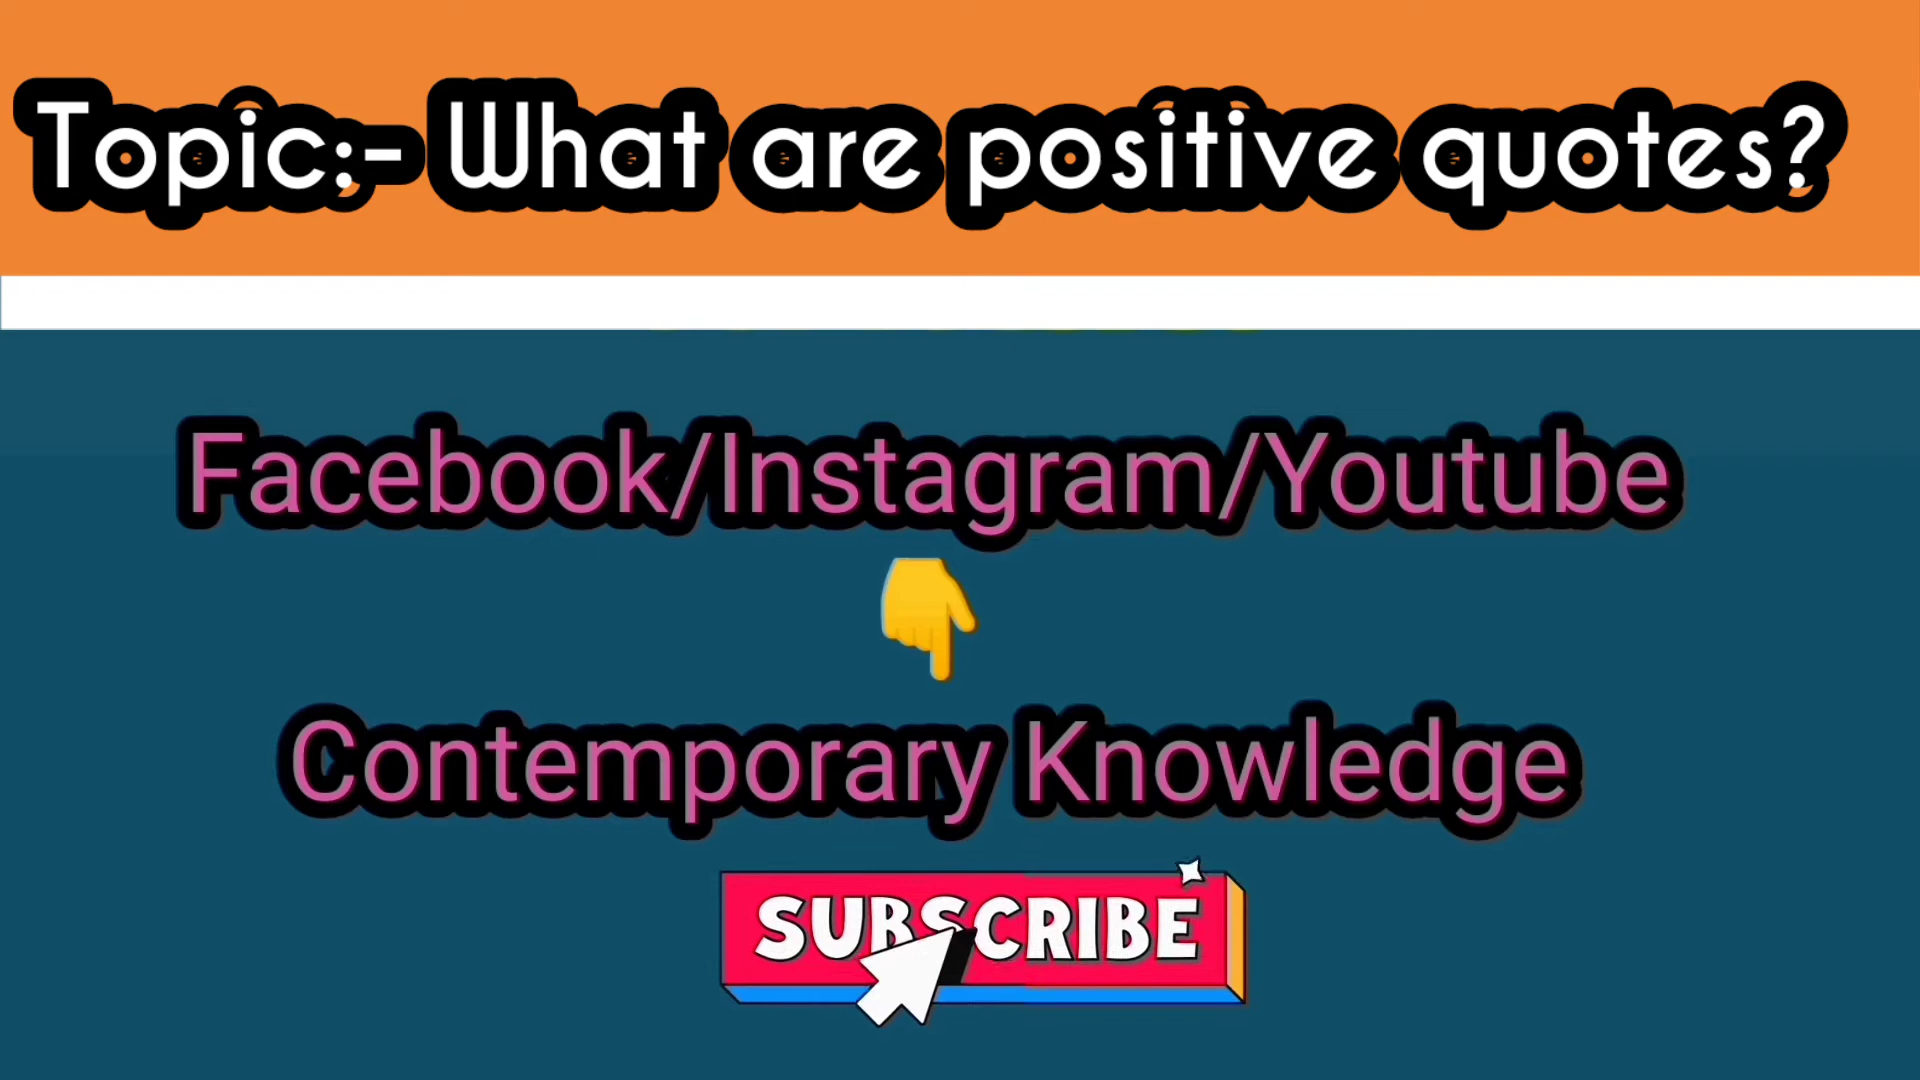 Topic:- What are positive quotes?
Facebook/Instagram/Youtube
Contemporary Knowledge
SUBSCRIBE